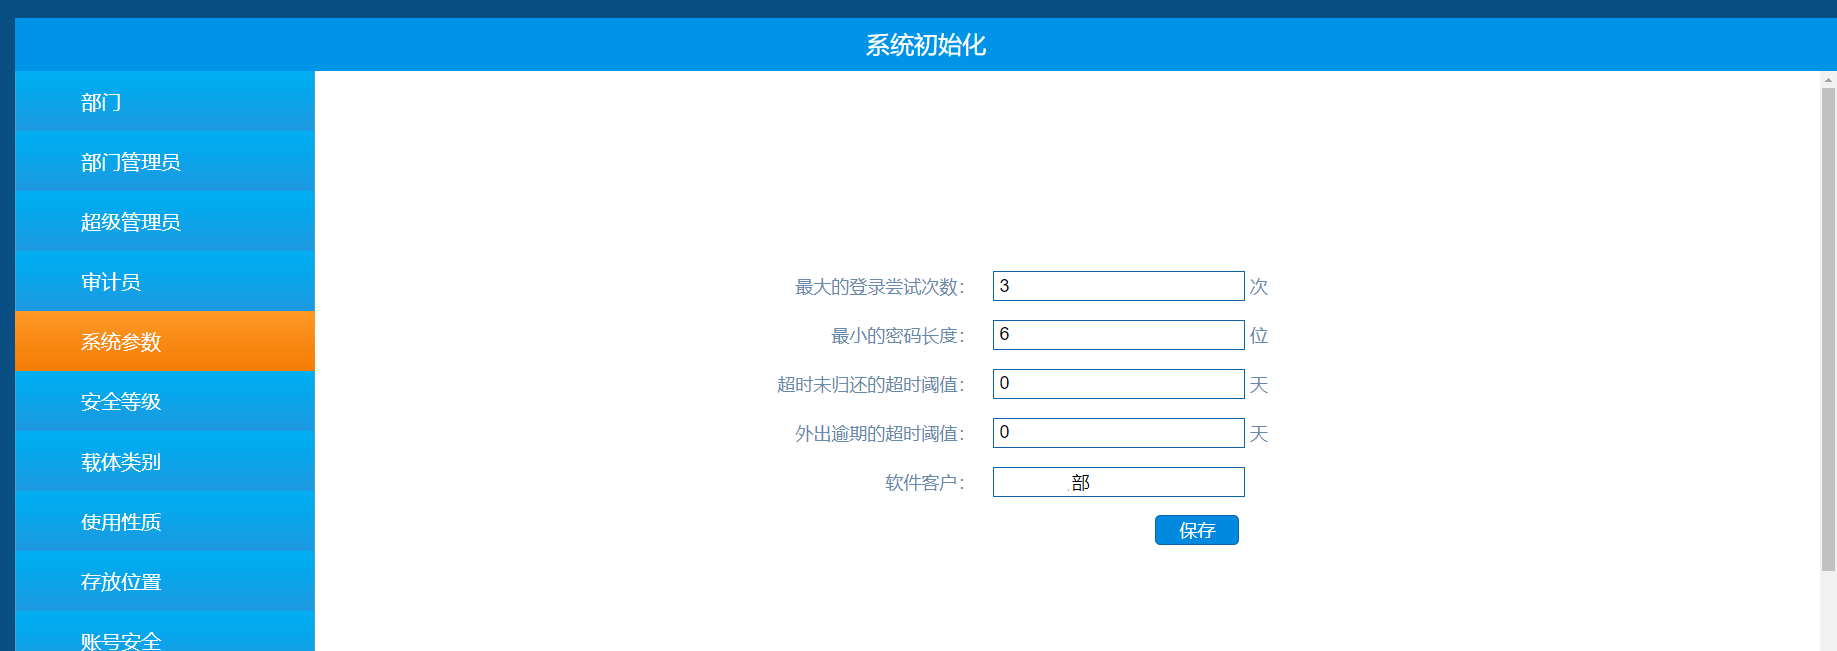 系统初始化
部门
部门管理员
超级管理员
审计员
系统参数
安全等级
载体类别
使用性质
存放位置
账号安全
最大的登录尝试次数： 3 次
最小的密码长度： 6 位
超时未归还的超时阈值： 0 天
外出逾期的超时阈值： 0 天
软件客户： 部
保存